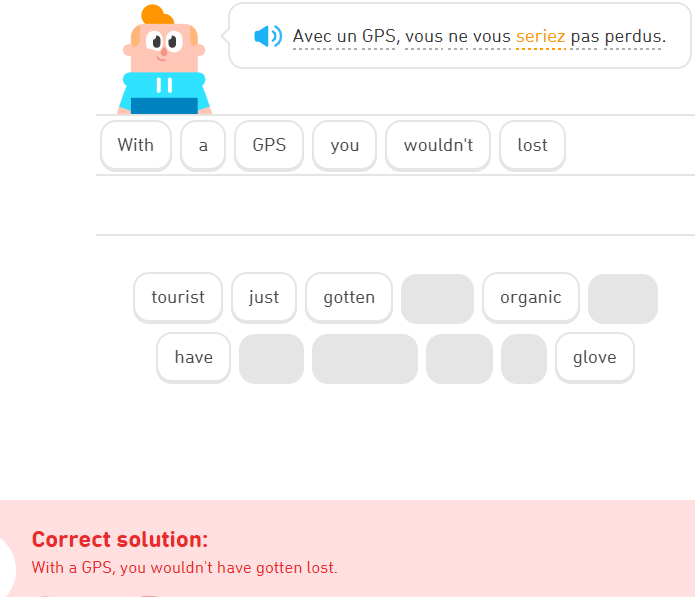 Avec un GPS, vous ne vous seriez pas perdus.
With a GPS you wouldn't lost
tourist just gotten organic
have glove
Correct solution:
With a GPS, you wouldn't have gotten lost.